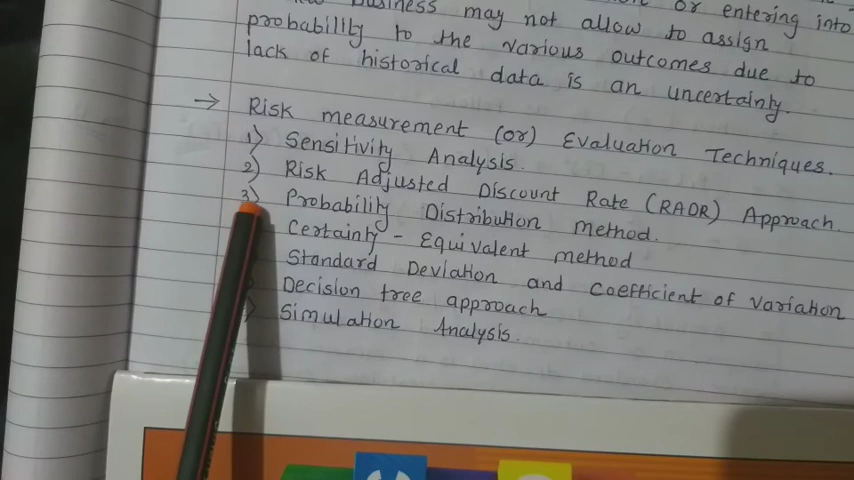 Business may not allow to assign
or entering into
probability to the various outcomes due to
lack of historical data is an uncertainty.
→ Risk measurement (or) Evaluation Techniques.
1) Sensitivity Analysis.
2) Risk Adjusted Discount Rate (RADR) Approach.
3) Probability Distribution method.
Certainty - Equivalent method
Standard Deviation and Coefficient of variation
Decision tree approach
Simulation Analysis.